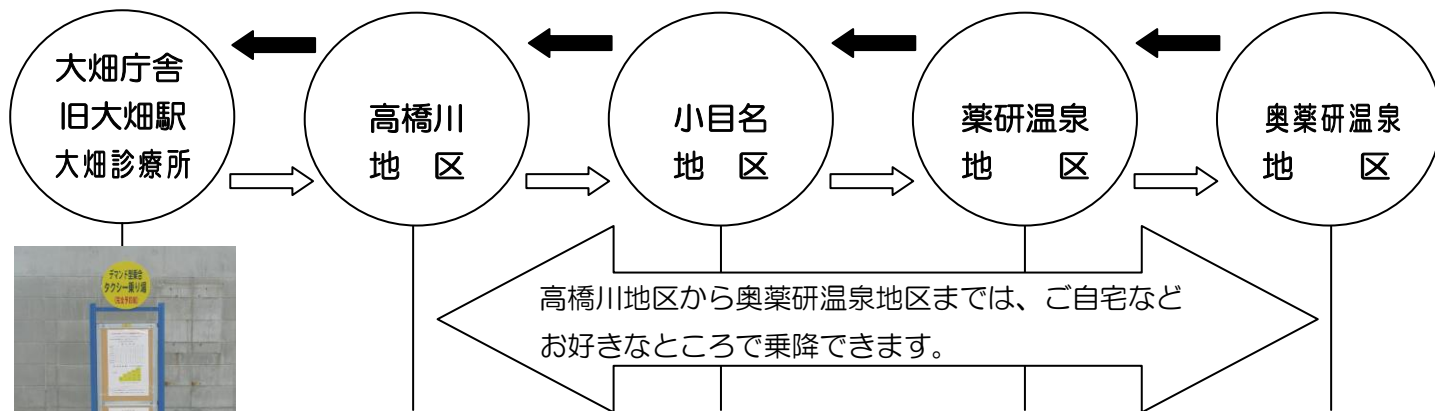 大畑庁舎
旧大畑駅
大畑診療所
高橋川
地　区
小目名
地　区
薬研温泉
地　　区
奥薬研温泉
地　　区
高橋川地区から奥薬研温泉地区までは、ご自宅など
お好きなところで乗降できます。
デマンド型乗合
タクシー乗り場